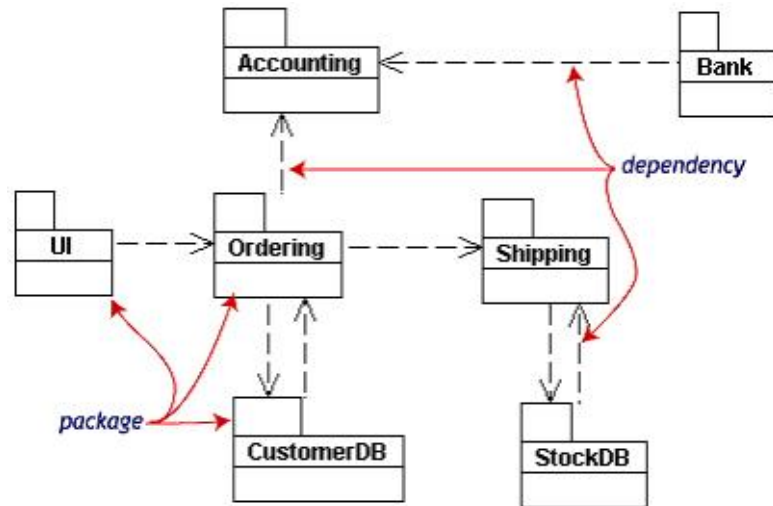 Accounting
Bank
dependency
UI
Ordering
Shipping
package
CustomerDB
StockDB